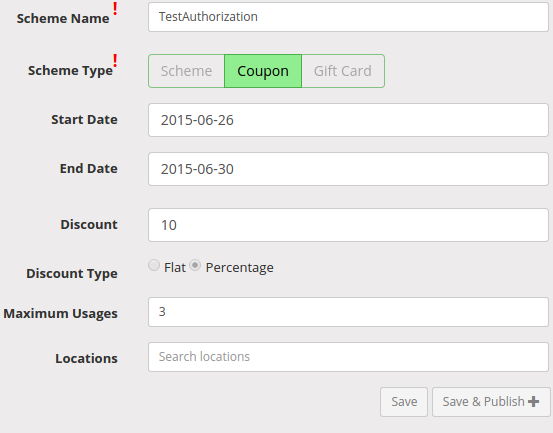 Scheme Name ! TestAuthorization
Scheme Type ! Scheme Coupon Gift Card
Start Date 2015-06-26
End Date 2015-06-30
Discount 10
Discount Type Flat Percentage
Maximum Usages 3
Locations Search locations
Save Save & Publish